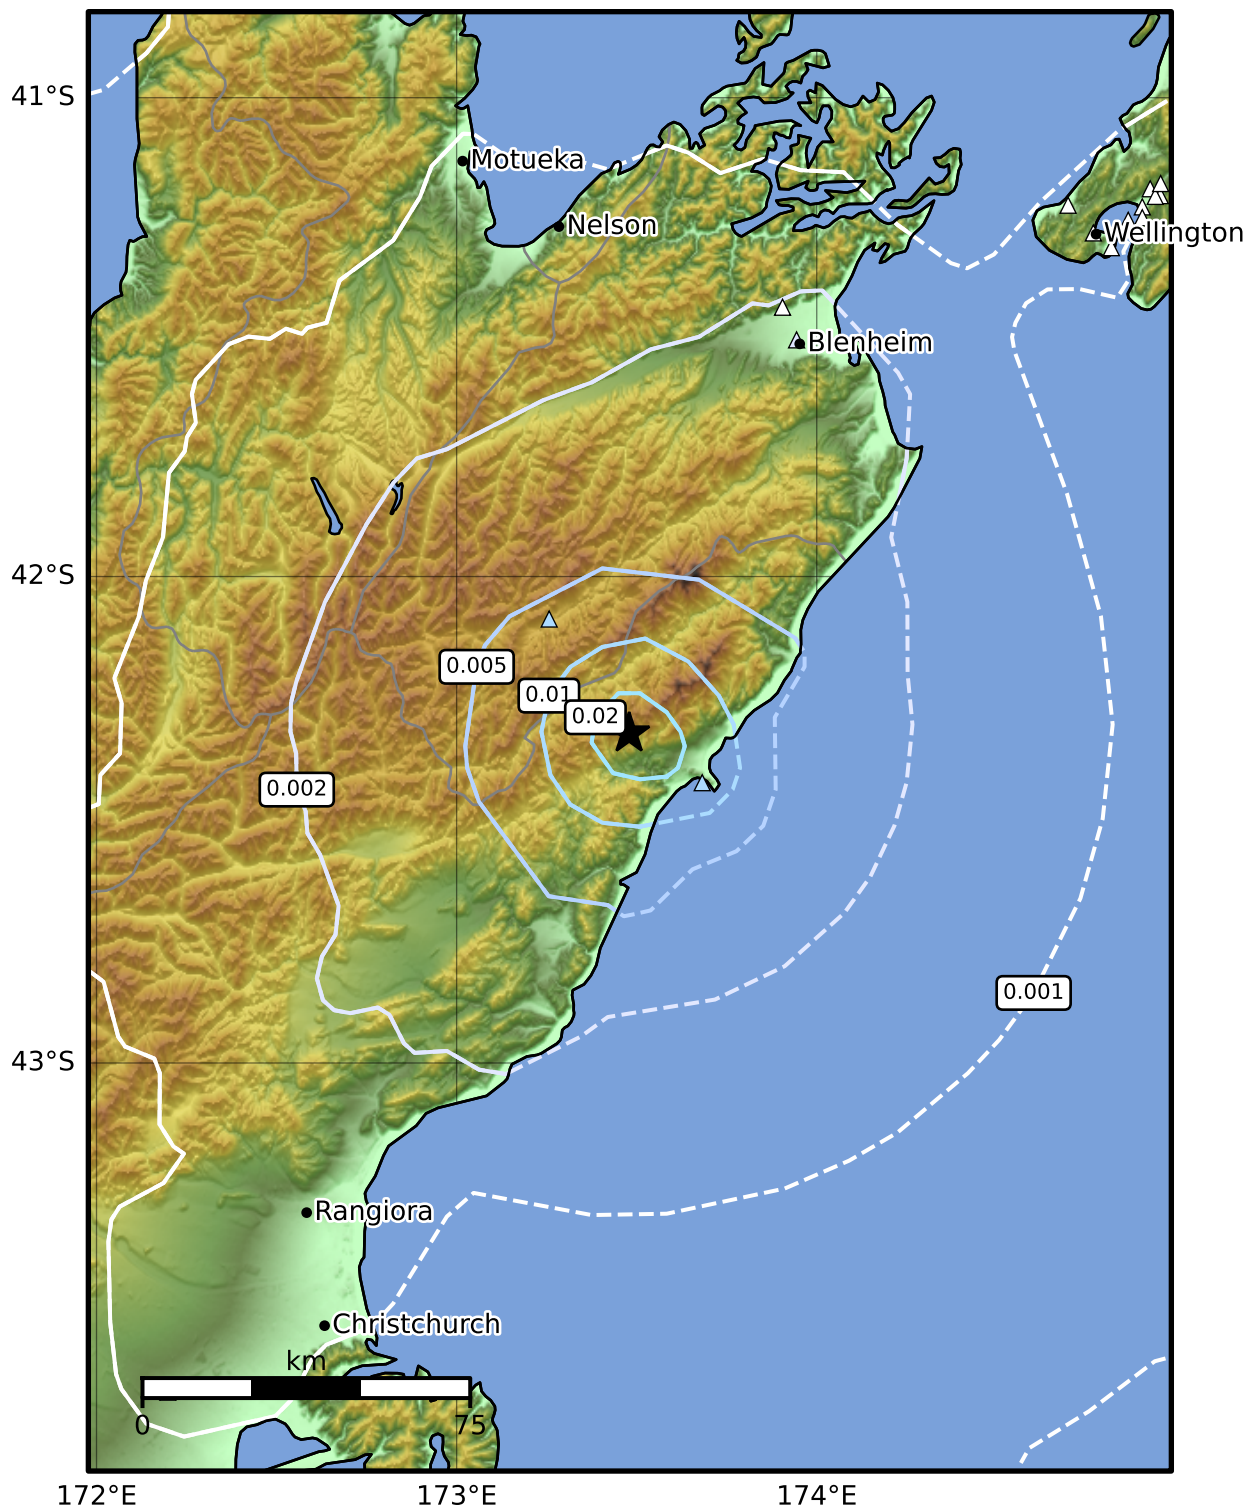 41°S
Motueka
Nelson
Wellington
Blenheim
42°S
0.005
0.01
0.02
0.002
0.001
43°S
Rangiora
Christchurch
km
0
75
172°E
173°E
174°E